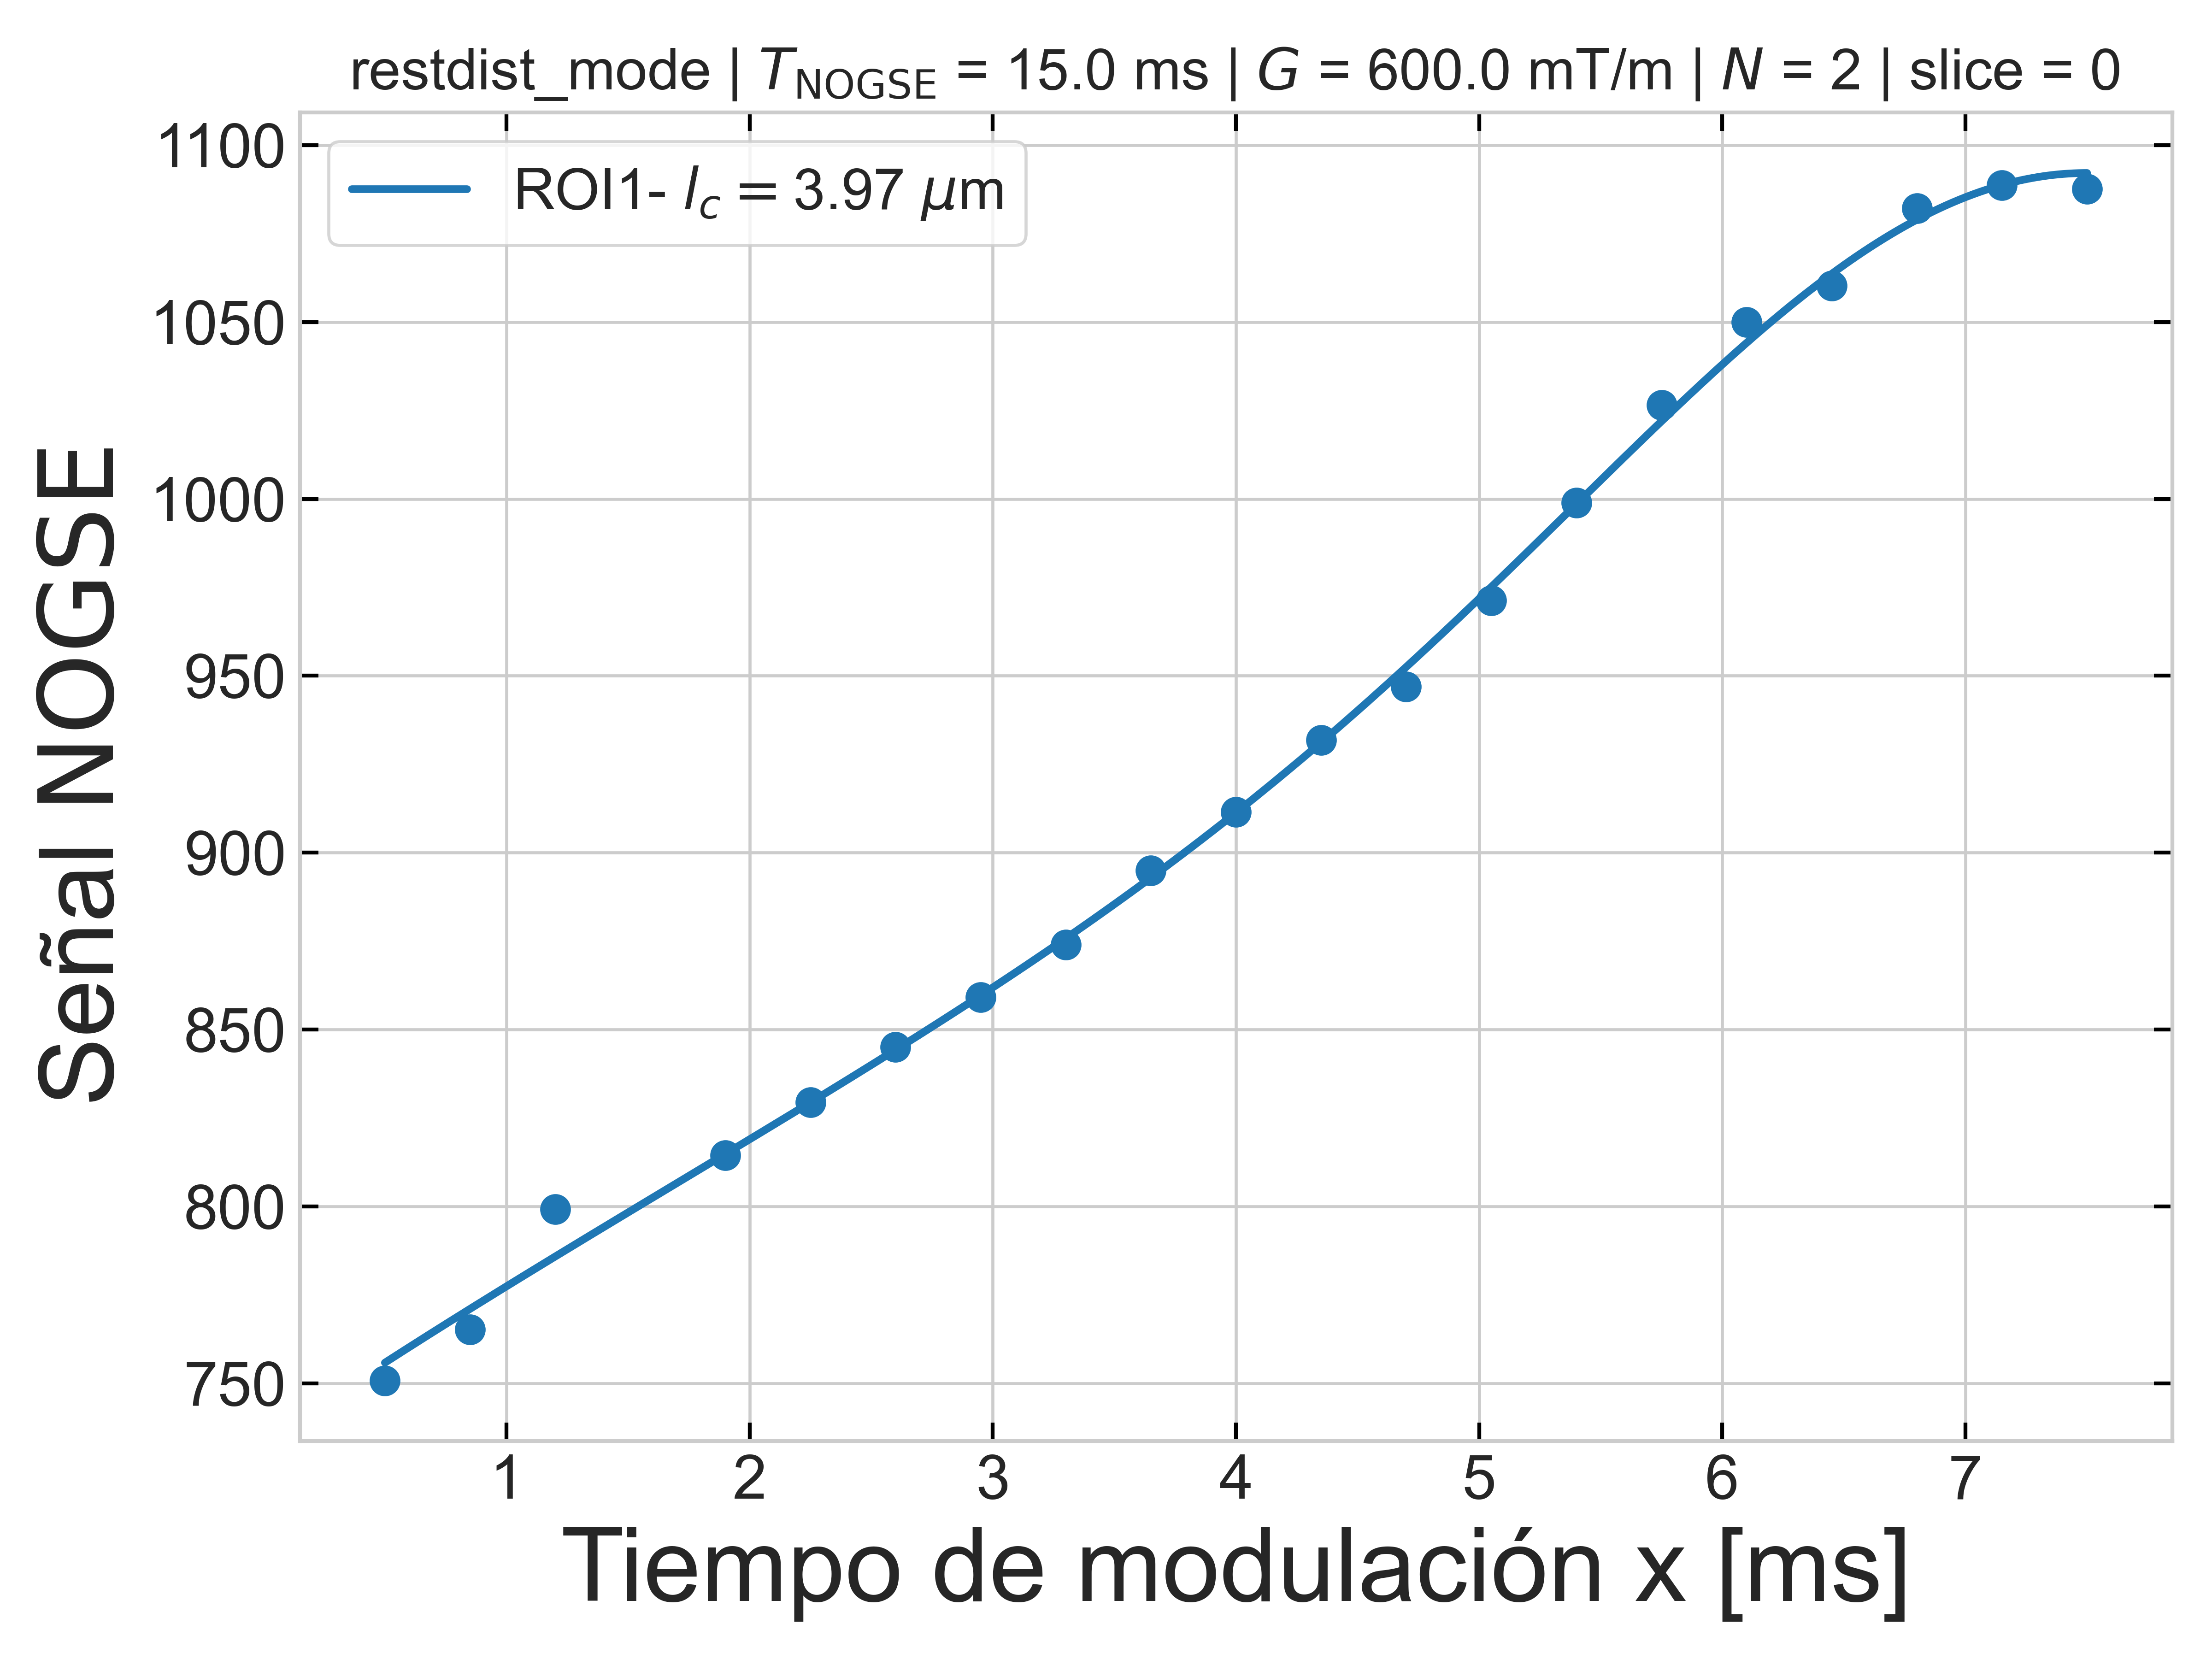 restdist_mode | T_NOGSE = 15.0 ms | G = 600.0 mT/m | N = 2 | slice = 0
ROI1- l_c = 3.97 μm
1100
1050
1000
950
900
850
800
750
Señal NOGSE
1 2 3 4 5 6 7
Tiempo de modulación x [ms]